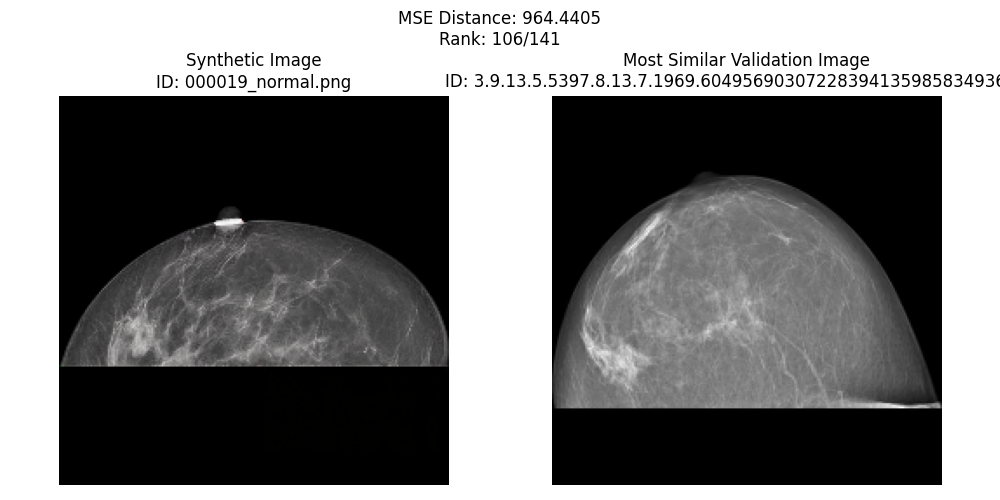 MSE Distance: 964.4405
Rank: 106/141
Synthetic Image
ID: 000019_normal.png
Most Similar Validation Image
ID: 3.9.13.5.5397.8.13.7.1969.60495690307228394135985834936